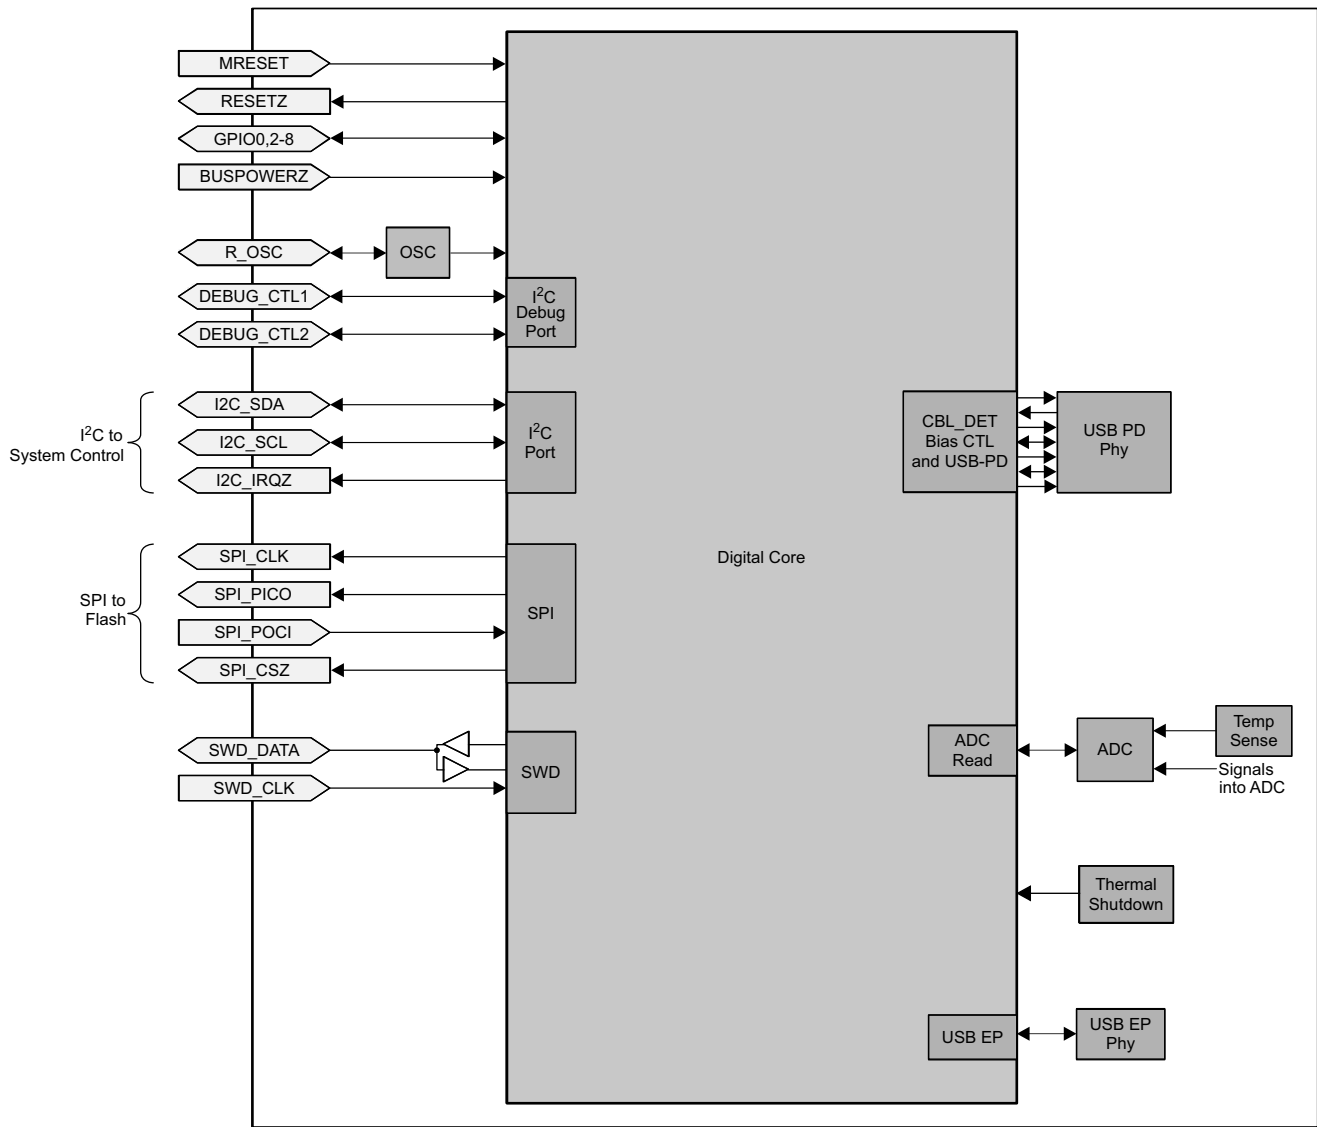 MRESET
RESETZ
GPIO0,2-8
BUSPOWERZ
R_OSC
OSC
DEBUG_CTL1
DEBUG_CTL2
I²C
Debug
Port
I²C to
System Control
I2C_SDA
I2C_SCL
I2C_IRQZ
I²C
Port
CBL_DET
Bias CTL
and USB-PD
USB PD
Phy
Digital Core
SPI to
Flash
SPI_CLK
SPI_PICO
SPI_POCI
SPI_CSZ
SPI
SWD_DATA
SWD_CLK
SWD
ADC
Read
ADC
Temp
Sense
Signals
into ADC
Thermal
Shutdown
USB EP
USB EP
Phy